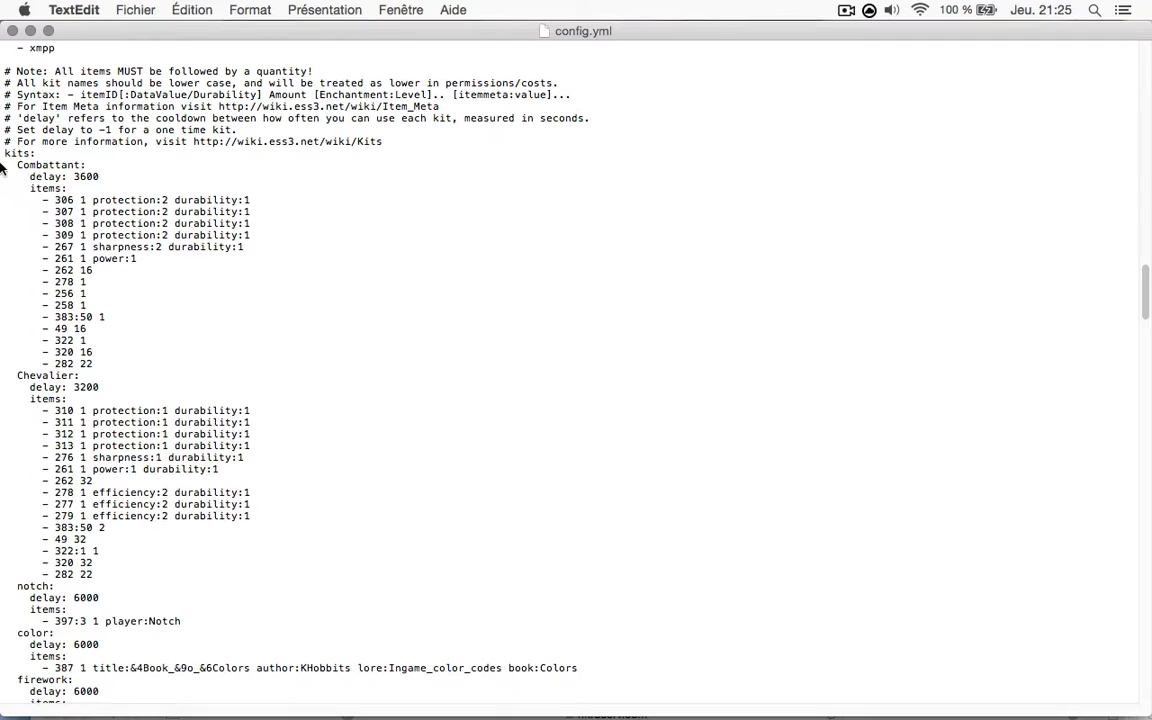 TextEdit Fichier Édition Format Présentation Fenêtre Aide 100 % Jeu. 21:25
config.yml
- xmpp
# Note: All items MUST be followed by a quantity!
# All kit names should be lower case, and will be treated as lower in permissions/costs.
# Syntax: - itemID[:DataValue/Durability] Amount [Enchantment:Level].. [itemmeta:value]...
# For Item Meta information visit http://wiki.ess3.net/wiki/Item_Meta
# 'delay' refers to the cooldown between how often you can use each kit, measured in seconds.
# Set delay to -1 for a one time kit.
# For more information, visit http://wiki.ess3.net/wiki/Kits
kits:
Combattant:
delay: 3600
items:
- 306 1 protection:2 durability:1
- 307 1 protection:2 durability:1
- 308 1 protection:2 durability:1
- 309 1 protection:2 durability:1
- 267 1 sharpness:2 durability:1
- 261 1 power:1
- 262 16
- 278 1
- 256 1
- 258 1
- 383:50 1
- 49 16
- 322 1
- 320 16
- 282 22
Chevalier:
delay: 3200
items:
- 310 1 protection:1 durability:1
- 311 1 protection:1 durability:1
- 312 1 protection:1 durability:1
- 313 1 protection:1 durability:1
- 276 1 sharpness:1 durability:1
- 261 1 power:1 durability:1
- 262 32
- 278 1 efficiency:2 durability:1
- 277 1 efficiency:2 durability:1
- 279 1 efficiency:2 durability:1
- 383:50 2
- 49 32
- 322:1 1
- 320 32
- 282 22
notch:
delay: 6000
items:
- 397:3 1 player:Notch
color:
delay: 6000
items:
- 387 1 title:&4Book_&9o_&6Colors author:KHobbits lore:Ingame_color_codes book:Colors
firework:
delay: 6000
items: